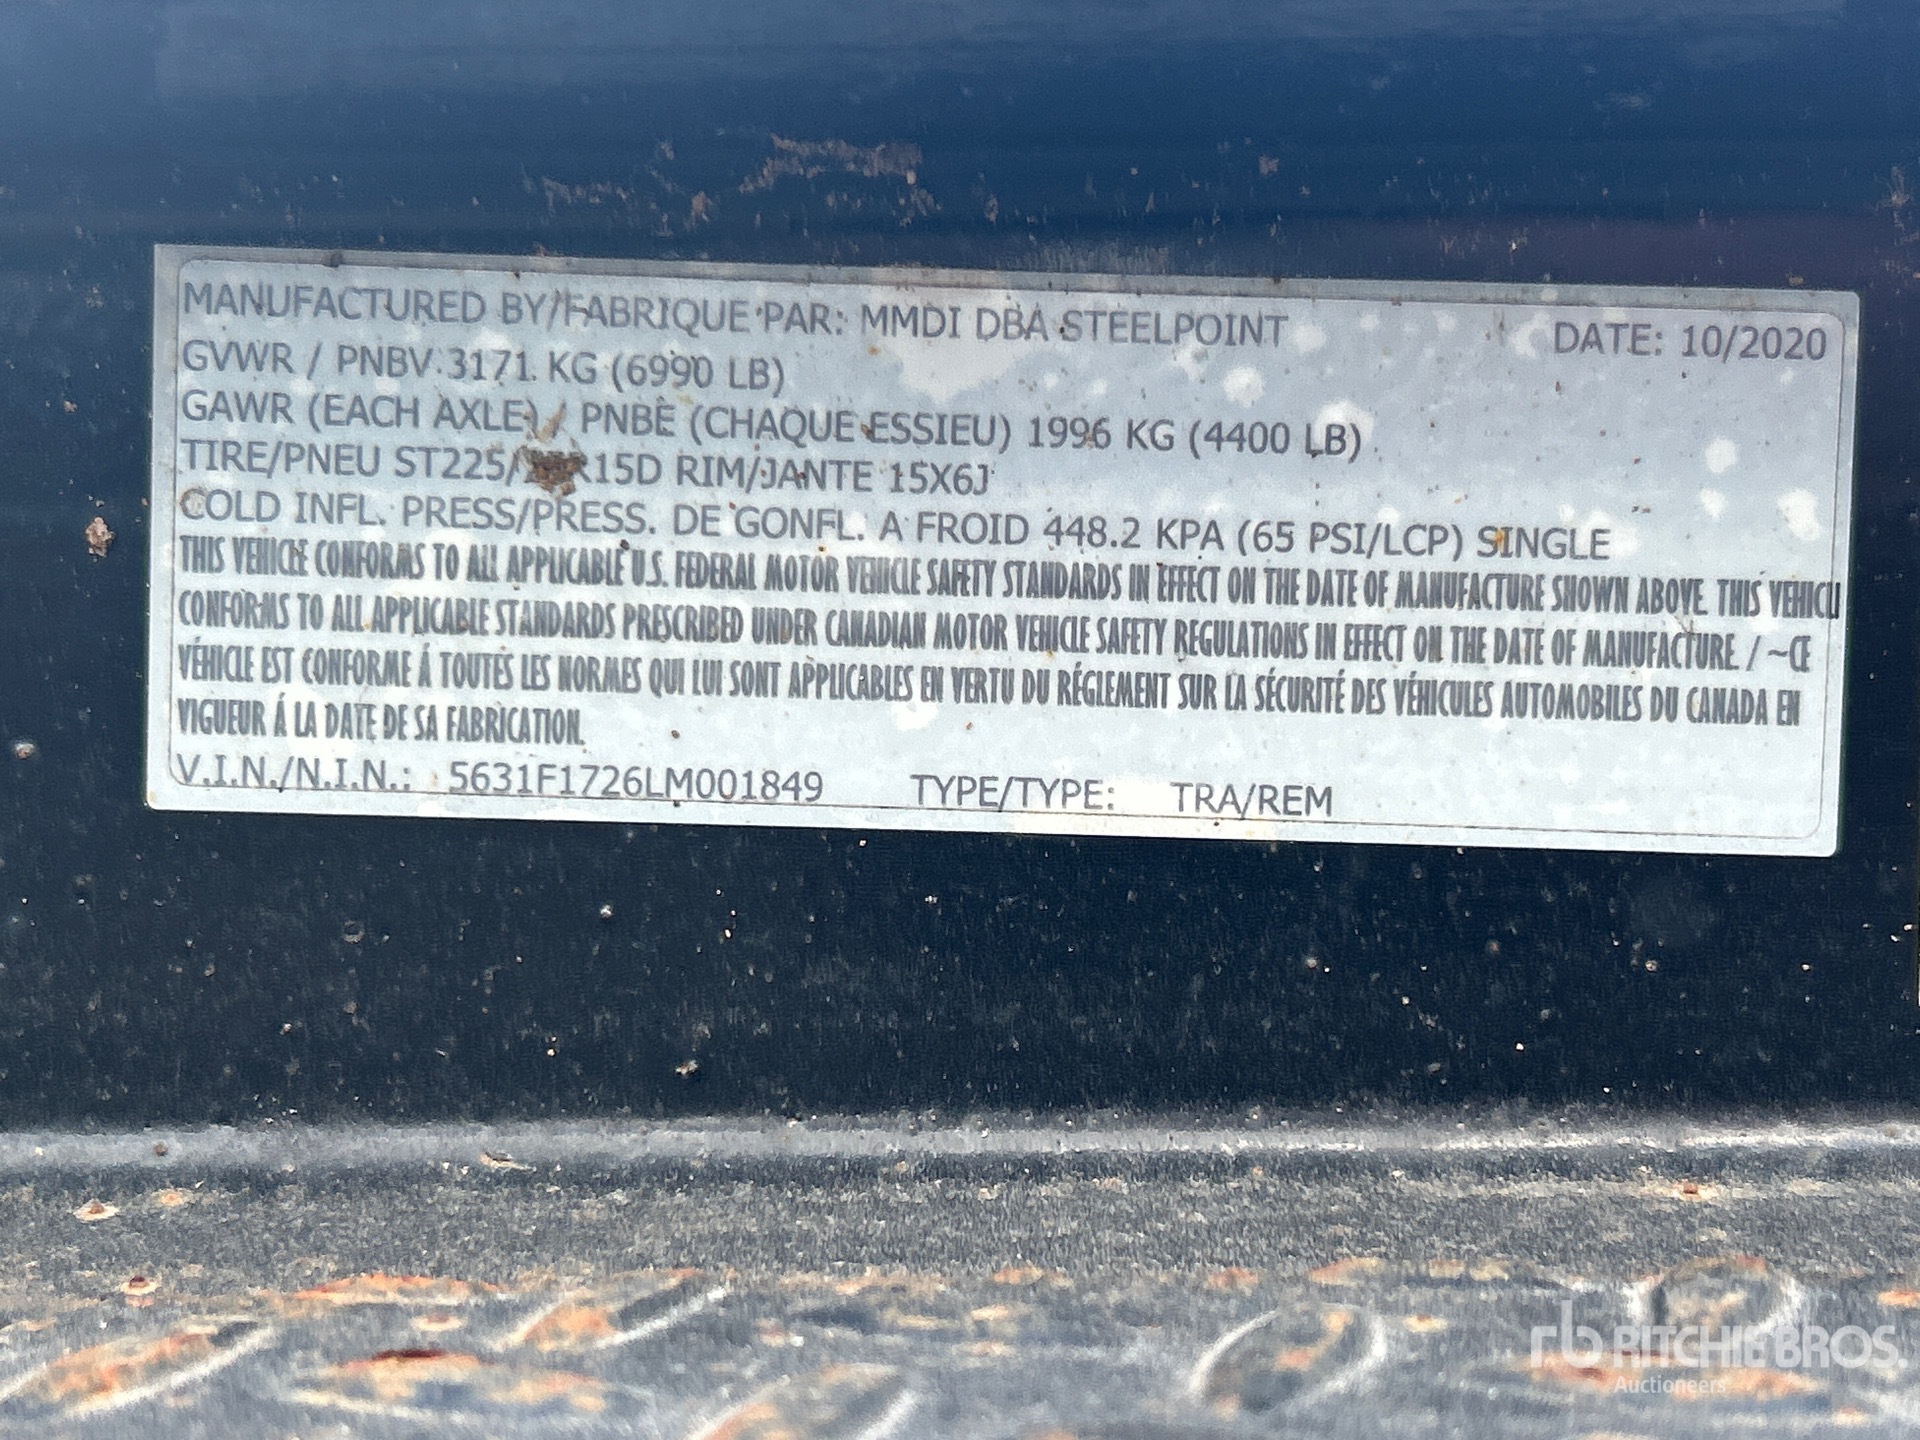 MANUFACTURED BY/FABRIQUE PAR: MMDI DBA STEELPOINT DATE: 10/2020
GVWR / PNBV 3171 KG (6990 LB)
GAWR (EACH AXLE) / PNBE (CHAQUE ESSIEU) 1996 KG (4400 LB)
TIRE/PNEU ST225/ R15D RIM/JANTE 15X6J
COLD INFL. PRESS/PRESS. DE GONFL. A FROID 448.2 KPA (65 PSI/LCP) SINGLE
THIS VEHICLE CONFORMS TO ALL APPLICABLE U.S. FEDERAL MOTOR VEHICLE SAFETY STANDARDS IN EFFECT ON THE DATE OF MANUFACTURE SHOWN ABOVE. THIS VEHICLE
CONFORMS TO ALL APPLICABLE STANDARDS PRESCRIBED UNDER CANADIAN MOTOR VEHICLE SAFETY REGULATIONS IN EFFECT ON THE DATE OF MANUFACTURE. / ~CE
VÉHICLE EST CONFORME Á TOUTES LES NORMES QUI LUI SONT APPLICABLES EN VERTU DU RÉGLEMENT SUR LA SÉCURITÉ DES VÉHICULES AUTOMOBILES DU CANADA EN
VIGUEUR Á LA DATE DE SA FABRICATION.
V.I.N./N.I.N.: 5631F1726LM001849 TYPE/TYPE: TRA/REM
rb RITCHIE BROS.
Auctioneers